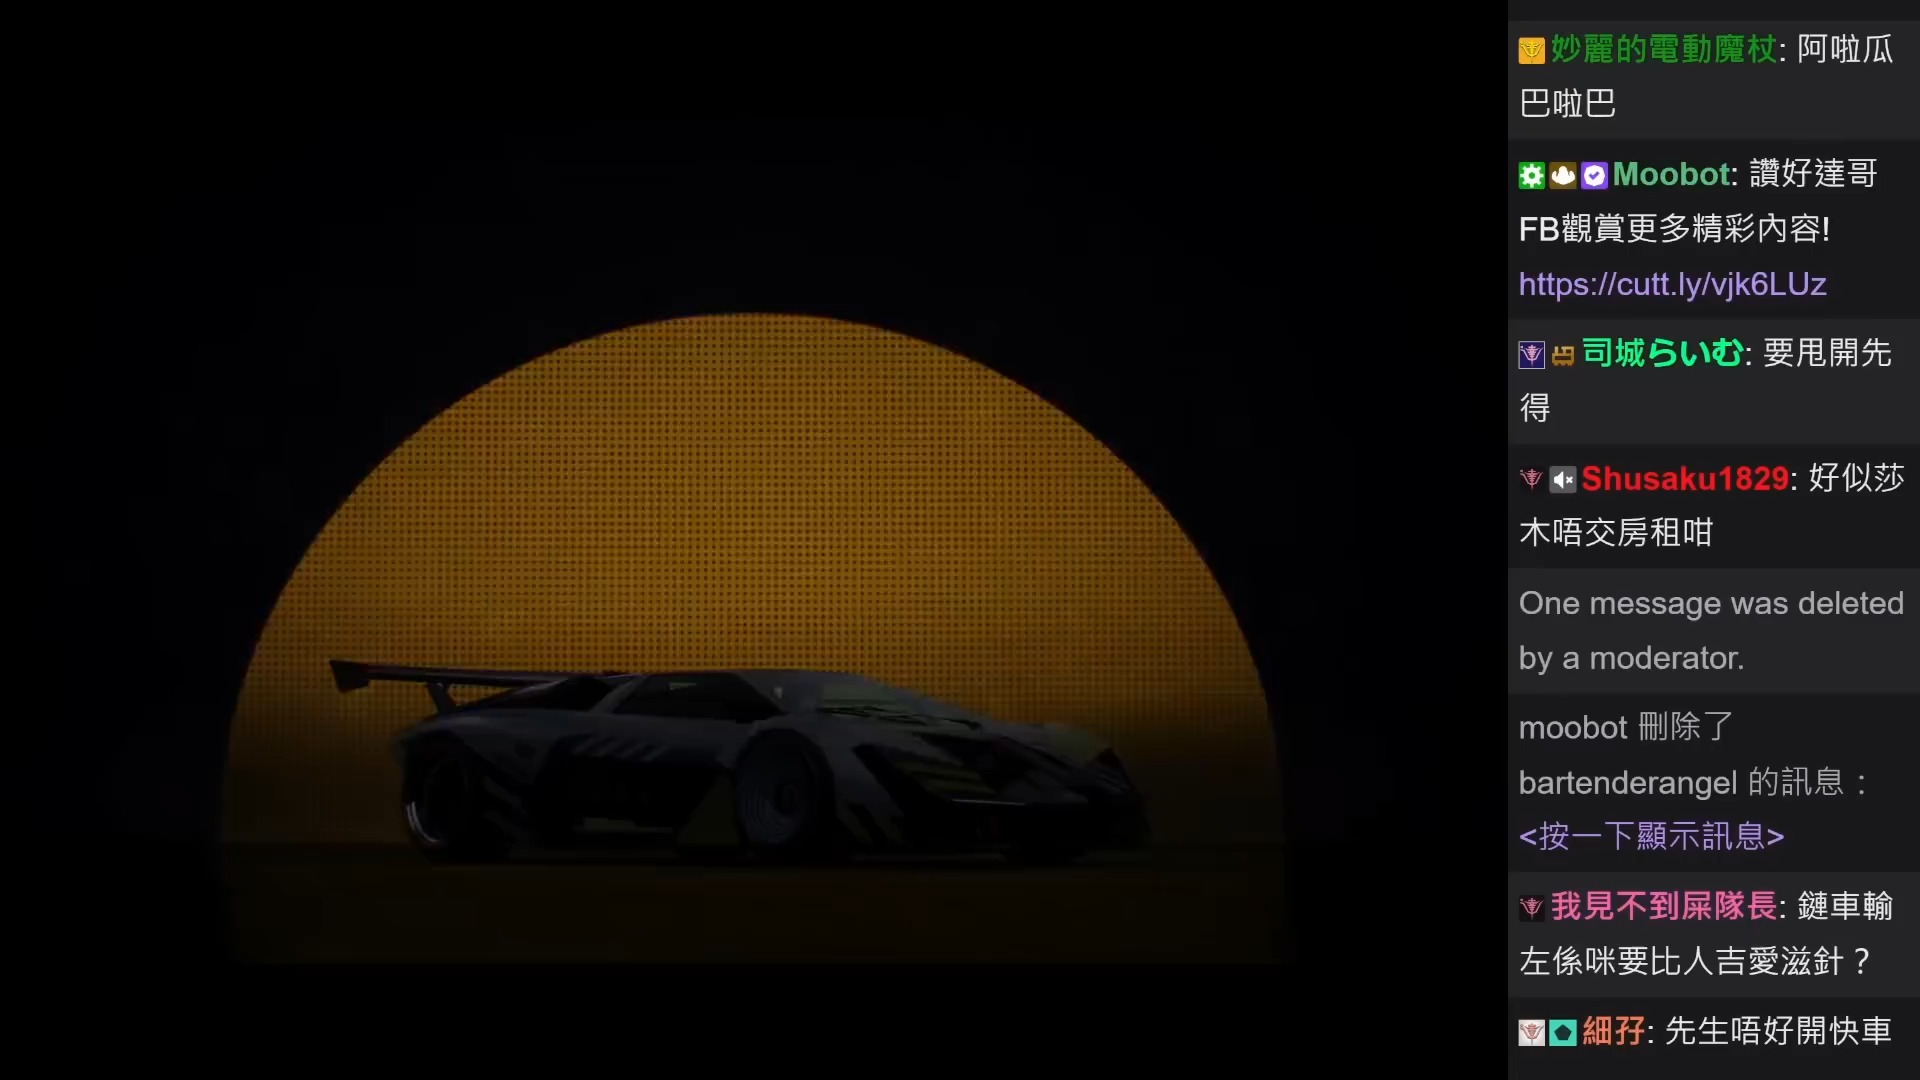 妙麗的電動魔杖: 阿啦瓜
巴啦巴
Moobot: 讚好達哥
FB觀賞更多精彩內容!
https://cutt.ly/vjk6LUz
司城らいむ: 要甩開先
得
Shusaku1829: 好似莎
木唔交房租咁
One message was deleted
by a moderator.
moobot 刪除了
bartenderangel 的訊息：
<按一下顯示訊息>
我見不到屎隊長: 鏈車輸
左係咪要比人吉愛滋針？
細孖: 先生唔好開快車